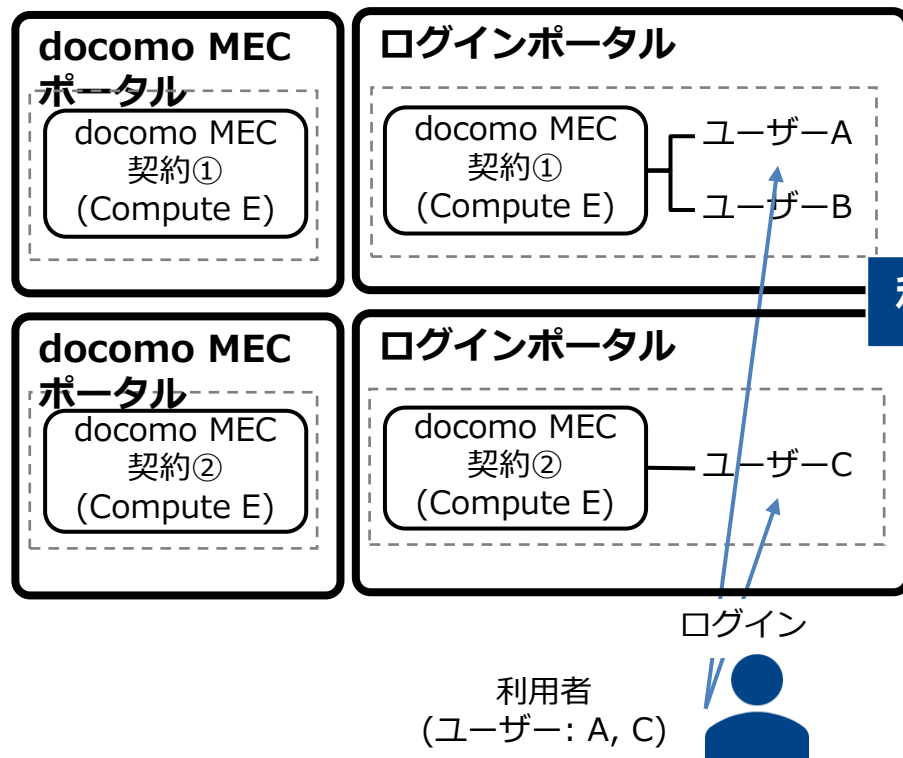 docomo MEC
ポータル
docomo MEC
契約①
(Compute E)
ログインポータル
docomo MEC
契約①
(Compute E)
ユーザーA
ユーザーB
docomo MEC
ポータル
docomo MEC
契約②
(Compute E)
ログインポータル
docomo MEC
契約②
(Compute E)
ユーザーC
ログイン
利用者
(ユーザー: A, C)